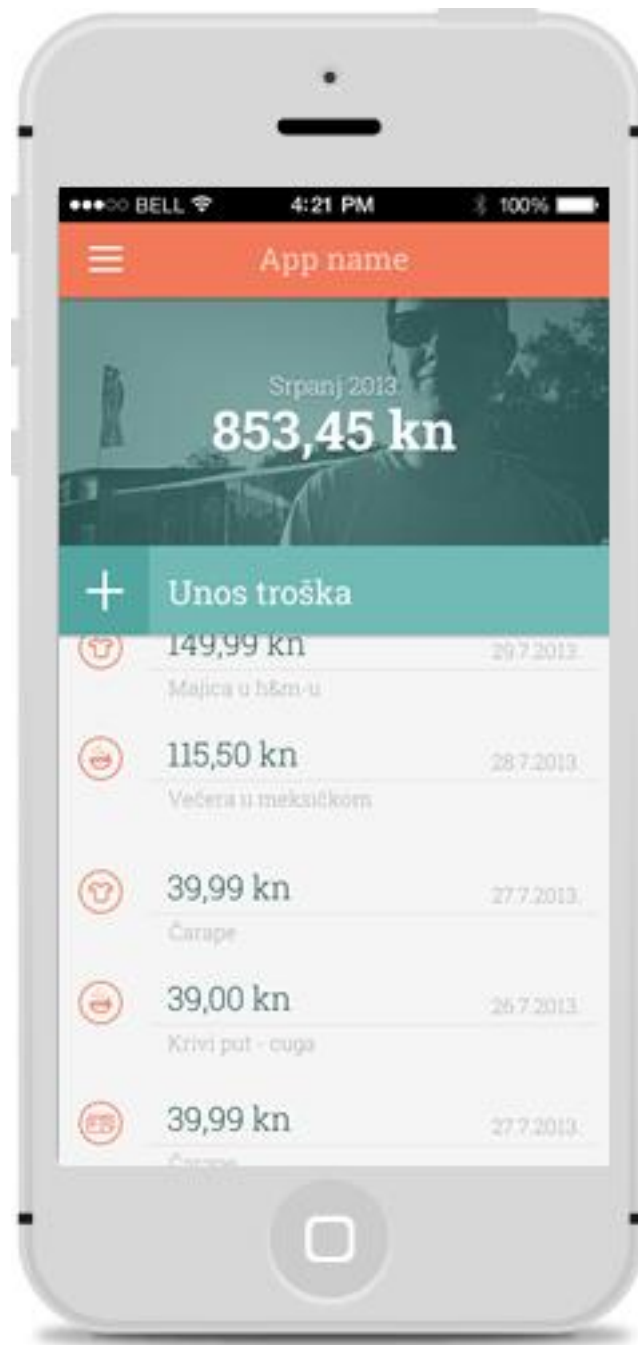 BELL 4:21 PM 100%
App name
Srpanj 2013.
853,45 kn
Unos troška
149,99 kn 29.7.2013.
Majica u h&m-u
115,50 kn 28.7.2013.
Večera u meksičkom
39,99 kn 27.7.2013.
Čarape
39,00 kn 26.7.2013.
Krivi put - cuga
39,99 kn 27.7.2013.
Čarape